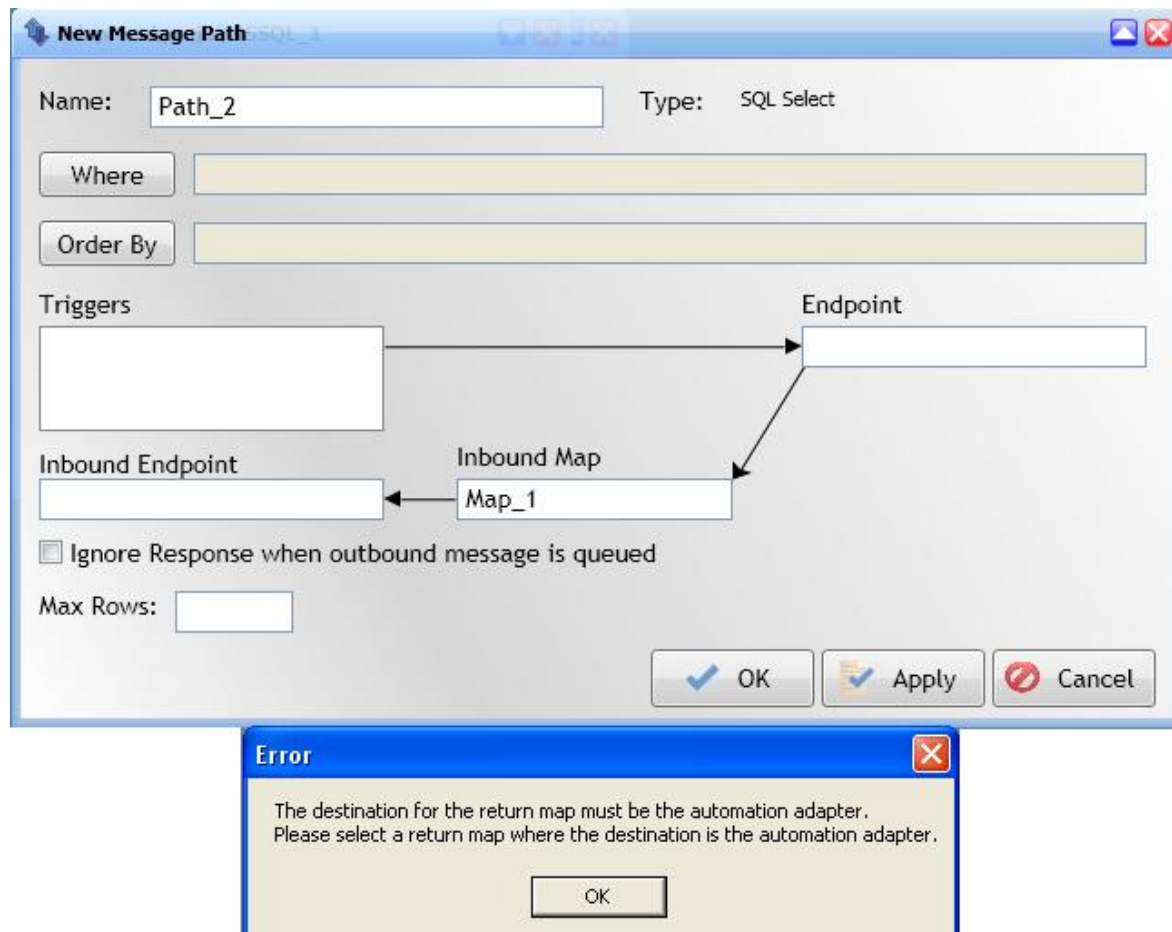 New Message Path
Name: Path_2 Type: SQL Select
Where
Order By
Triggers Endpoint
Inbound Endpoint Inbound Map
Map_1
Ignore Response when outbound message is queued
Max Rows:
OK Apply Cancel
Error
The destination for the return map must be the automation adapter.
Please select a return map where the destination is the automation adapter.
OK